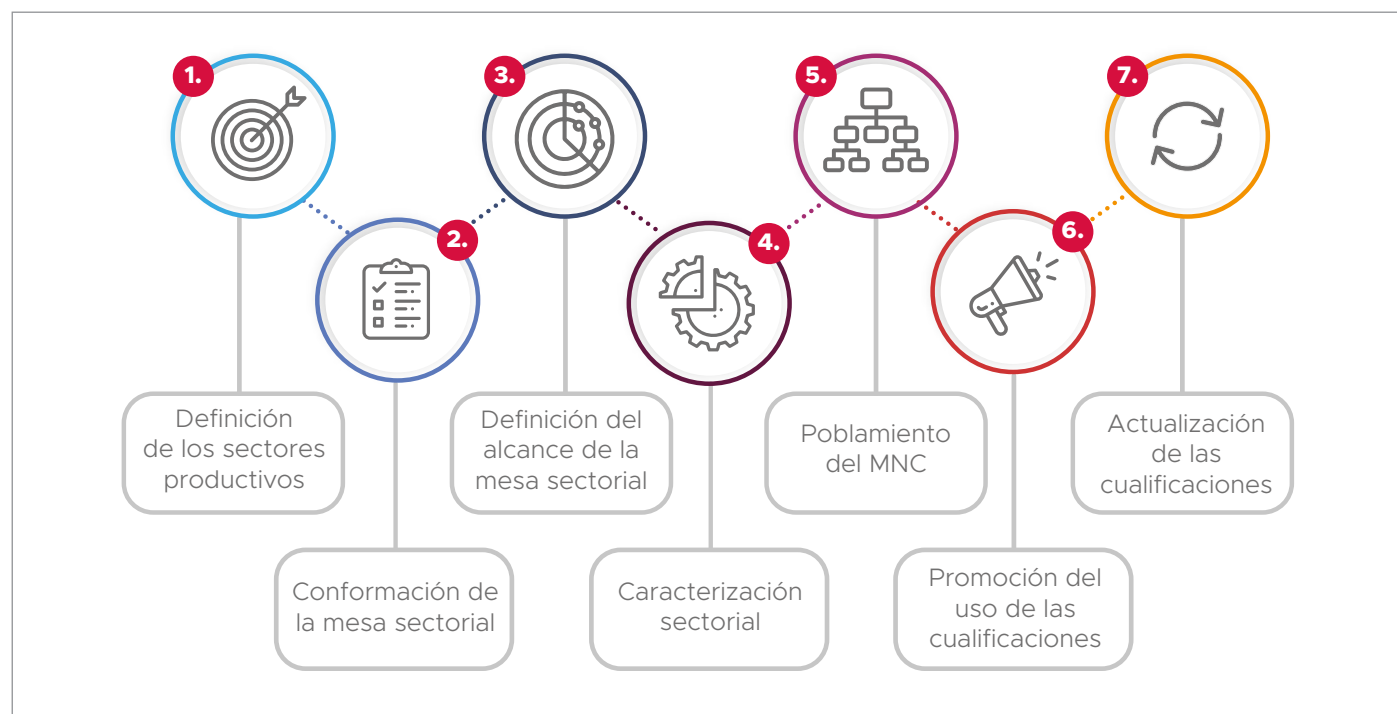 1.
Definición
de los sectores
productivos
2.
Conformación de
la mesa sectorial
3.
Definición del
alcance de la
mesa sectorial
4.
Caracterización
sectorial
5.
Poblamiento
del MNC
6.
Promoción del
uso de las
cualificaciones
7.
Actualización
de las
cualificaciones